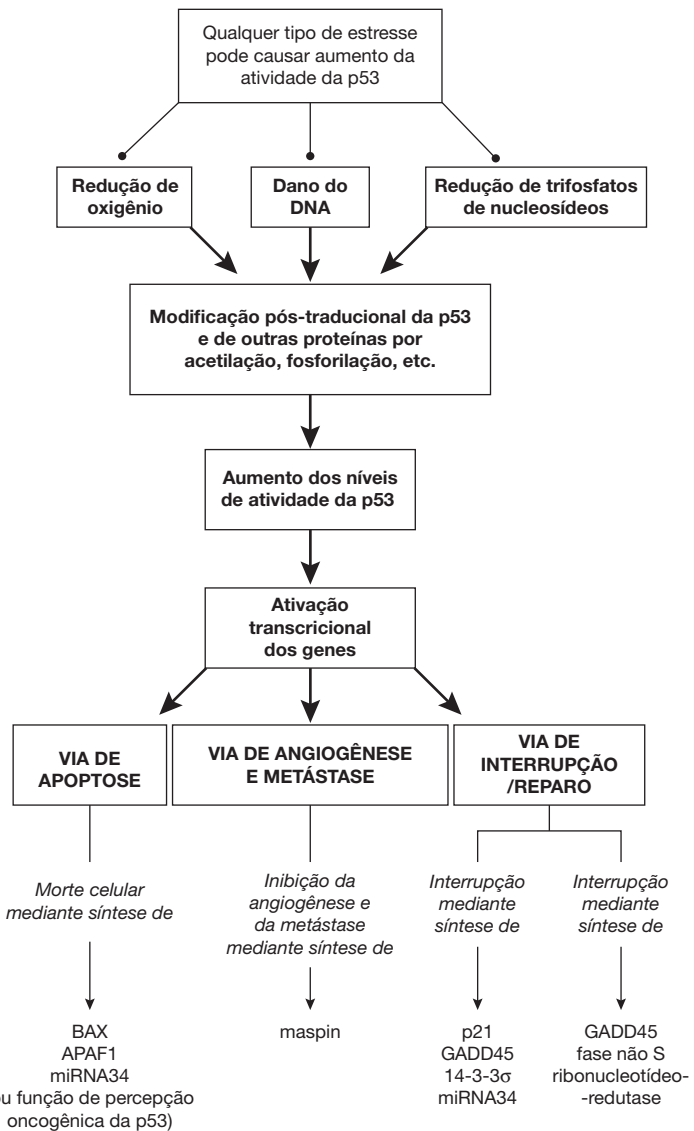 Qualquer tipo de estresse
pode causar aumento da
atividade da p53
Redução de
oxigênio
Dano do
DNA
Redução de trifosfatos
de nucleosídeos
Modificação pós-traducional da p53
e de outras proteínas por
acetilação, fosforilação, etc.
Aumento dos níveis
de atividade da p53
Ativação
transcricional
dos genes
VIA DE
APOPTOSE
VIA DE ANGIOGÊNESE
E METÁSTASE
VIA DE
INTERRUPÇÃO
/REPARO
Morte celular
mediante síntese de
Inibição da
angiogênese e
da metástase
mediante síntese de
Interrupção
mediante
síntese de
Interrupção
mediante
síntese de
BAX
APAF1
miRNA34
u função de percepção
oncogênica da p53)
maspin
p21
GADD45
14-3-3σ
miRNA34
GADD45
fase não S
ribonucleotídeo-
-redutase